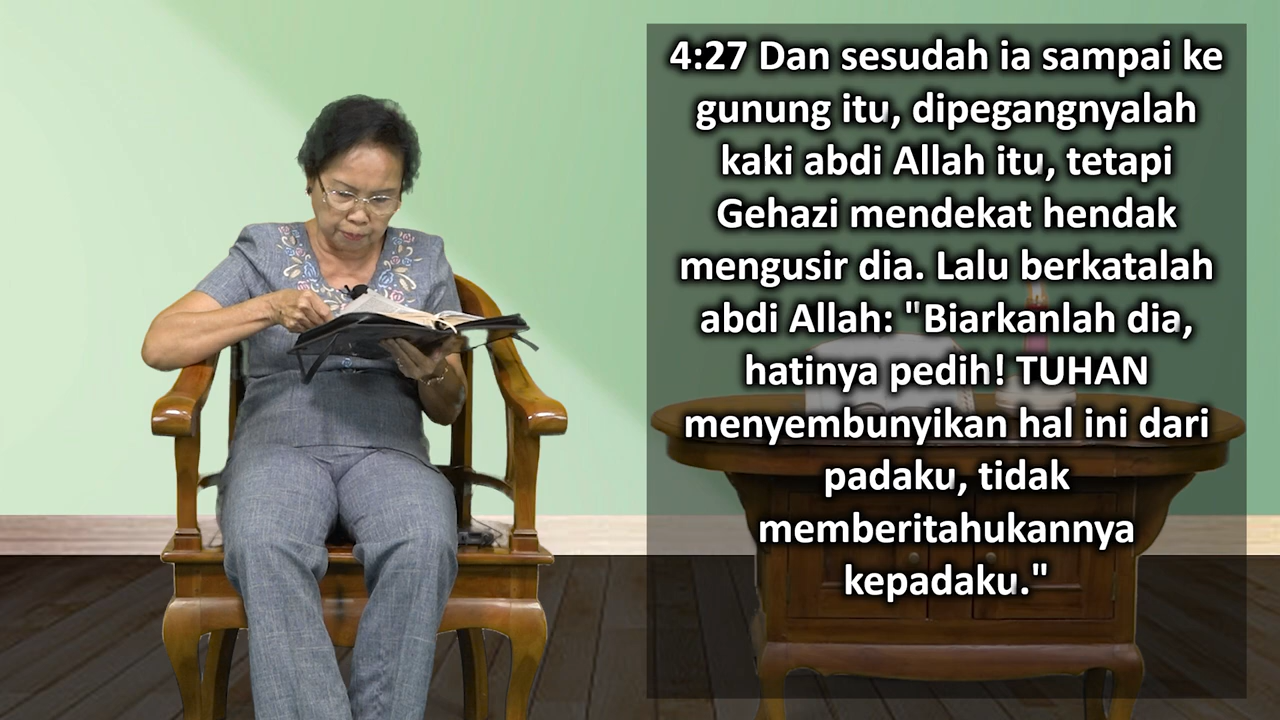 4:27 Dan sesudah ia sampai ke
gunung itu, dipegangnyalah
kaki abdi Allah itu, tetapi
Gehazi mendekat hendak
mengusir dia. Lalu berkatalah
abdi Allah: "Biarkanlah dia,
hatinya pedih! TUHAN
menyembunyikan hal ini dari
padaku, tidak
memberitahukannya
kepadaku."